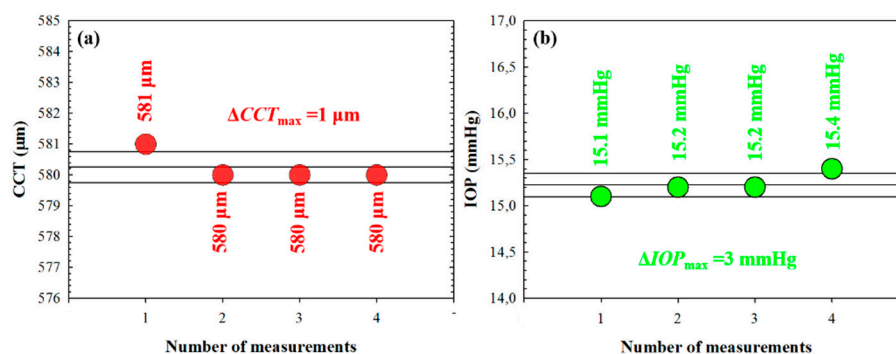 (a)
CCT (µm)
585
584
583
582
581
580
579
578
577
576
581 µm
ΔCCTmax =1 µm
580 µm
580 µm
580 µm
1
2
3
4
-
Number of measurements
(b)
IOP (mmHg)
17,0
16,5
16,0
15,5
15,0
14,5
14,0
15.1 mmHg
15.2 mmHg
15.2 mmHg
15.4 mmHg
ΔIOPmax =3 mmHg
1
2
3
4
Number of measurements